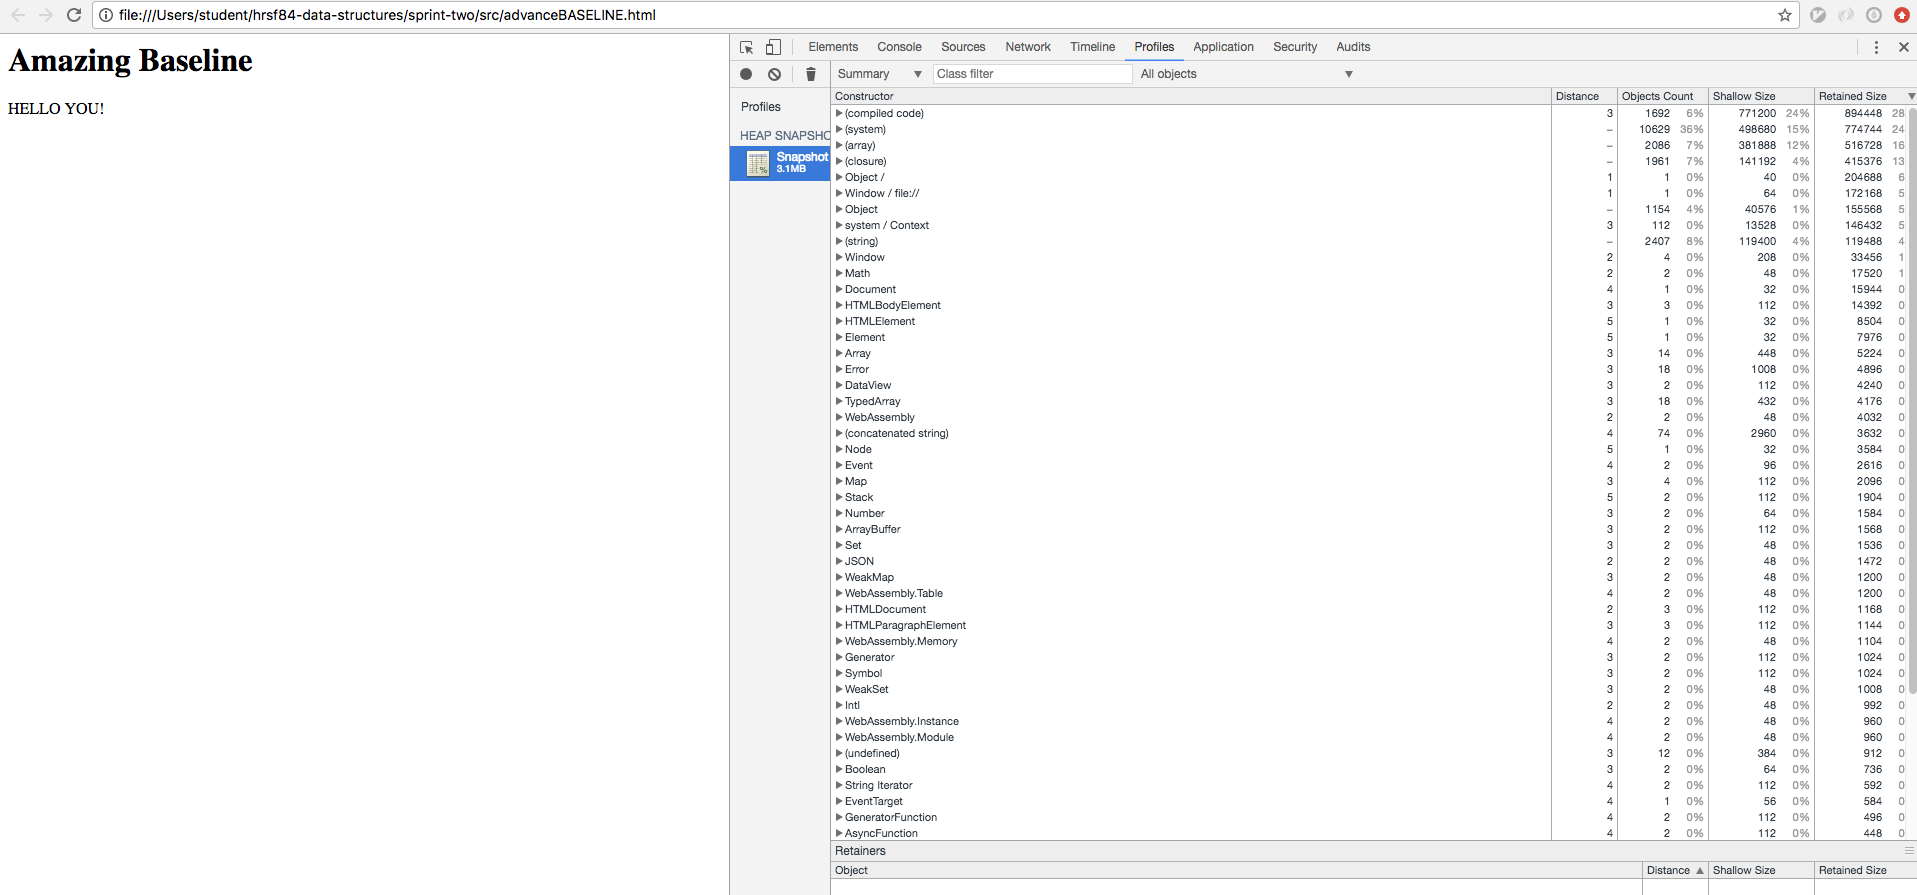 file:///Users/student/hrsf84-data-structures/sprint-two/src/advanceBASELINE.html
Amazing Baseline
HELLO YOU!
Elements Console Sources Network Timeline Profiles Application Security Audits
Summary Class filter All objects
Profiles
HEAP SNAPSHO
Snapshot
3.1MB
Constructor Distance Objects Count Shallow Size Retained Size
(compiled code) 3 1692 6% 771200 24% 894448 28
(system) – 10629 36% 498680 15% 774744 24
(array) – 2086 7% 381888 12% 516728 16
(closure) – 1961 7% 141192 4% 415376 13
Object / 1 1 0% 40 0% 204688 6
Window / file:// 1 1 0% 64 0% 172168 5
Object – 1154 4% 40576 1% 155568 5
system / Context 3 112 0% 13528 0% 146432 5
(string) – 2407 8% 119400 4% 119488 4
Window 2 4 0% 208 0% 33456 1
Math 2 2 0% 48 0% 17520 1
Document 4 1 0% 32 0% 15944 0
HTMLBodyElement 3 3 0% 112 0% 14392 0
HTMLElement 5 1 0% 32 0% 8504 0
Element 5 1 0% 32 0% 7976 0
Array 3 14 0% 448 0% 5224 0
Error 3 18 0% 1008 0% 4896 0
DataView 3 2 0% 112 0% 4240 0
TypedArray 3 18 0% 432 0% 4176 0
WebAssembly 2 2 0% 48 0% 4032 0
(concatenated string) 4 74 0% 2960 0% 3632 0
Node 5 1 0% 32 0% 3584 0
Event 4 2 0% 96 0% 2616 0
Map 3 4 0% 112 0% 2096 0
Stack 5 2 0% 112 0% 1904 0
Number 3 2 0% 64 0% 1584 0
ArrayBuffer 3 2 0% 112 0% 1568 0
Set 3 2 0% 48 0% 1536 0
JSON 2 2 0% 48 0% 1472 0
WeakMap 3 2 0% 48 0% 1200 0
WebAssembly.Table 4 2 0% 48 0% 1200 0
HTMLDocument 2 3 0% 112 0% 1168 0
HTMLParagraphElement 3 3 0% 112 0% 1144 0
WebAssembly.Memory 4 2 0% 48 0% 1104 0
Generator 3 2 0% 112 0% 1024 0
Symbol 3 2 0% 112 0% 1024 0
WeakSet 3 2 0% 48 0% 1008 0
Intl 2 2 0% 48 0% 992 0
WebAssembly.Instance 4 2 0% 48 0% 960 0
WebAssembly.Module 4 2 0% 48 0% 960 0
(undefined) 3 12 0% 384 0% 912 0
Boolean 3 2 0% 64 0% 736 0
String Iterator 4 2 0% 112 0% 592 0
EventTarget 4 1 0% 56 0% 584 0
GeneratorFunction 4 2 0% 112 0% 496 0
AsyncFunction 4 2 0% 112 0% 448 0
Retainers
Object Distance Shallow Size Retained Size